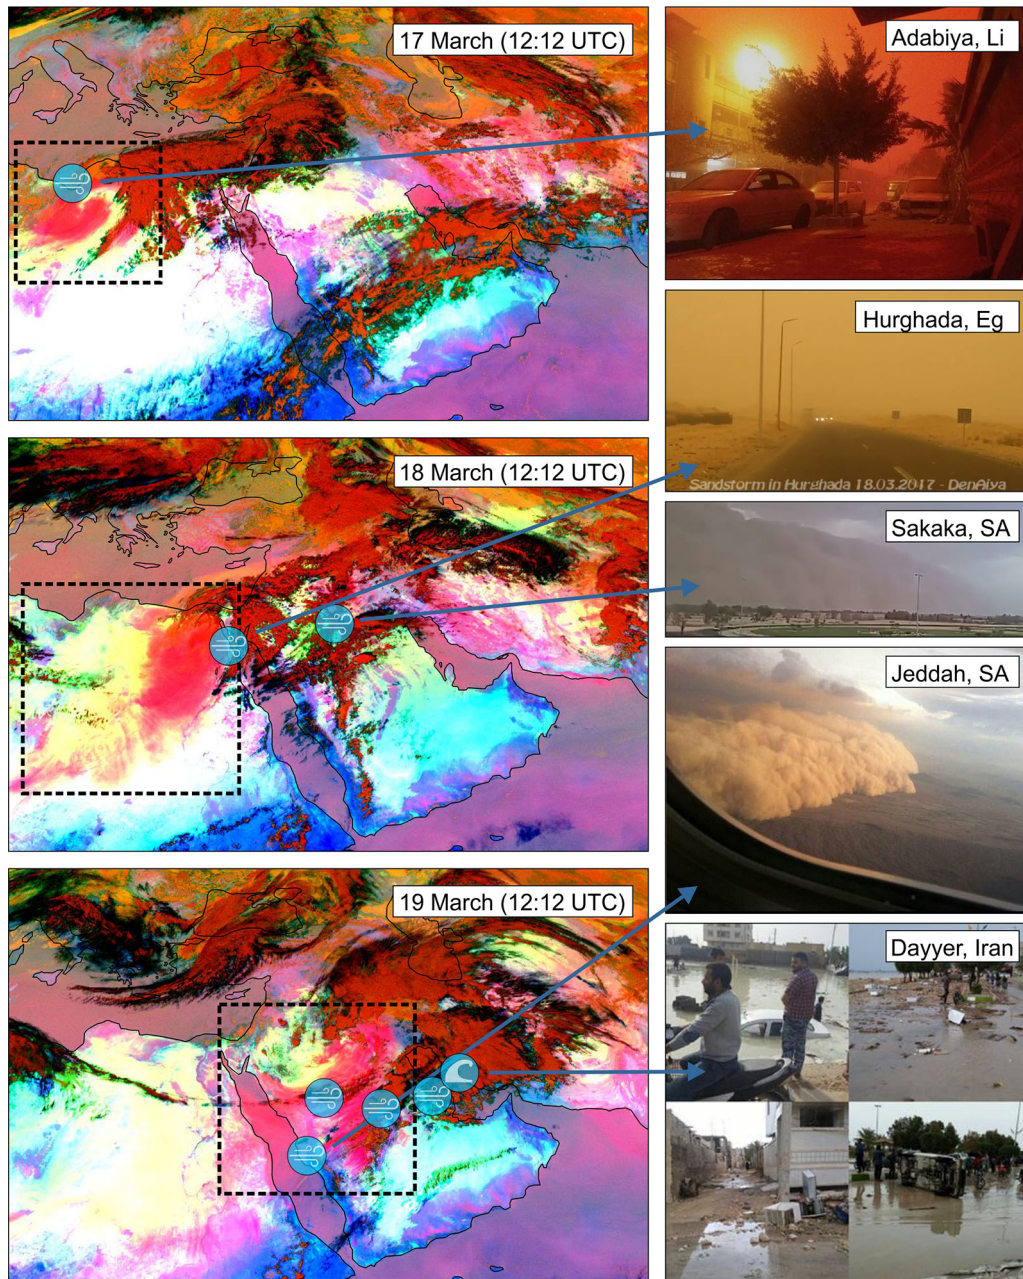 17 March (12:12 UTC)
Adabiya, Li
Hurghada, Eg
Sandstorm in Hurghada 18.03.2017 - DenAiya
18 March (12:12 UTC)
Sakaka, SA
Jeddah, SA
19 March (12:12 UTC)
Dayyer, Iran